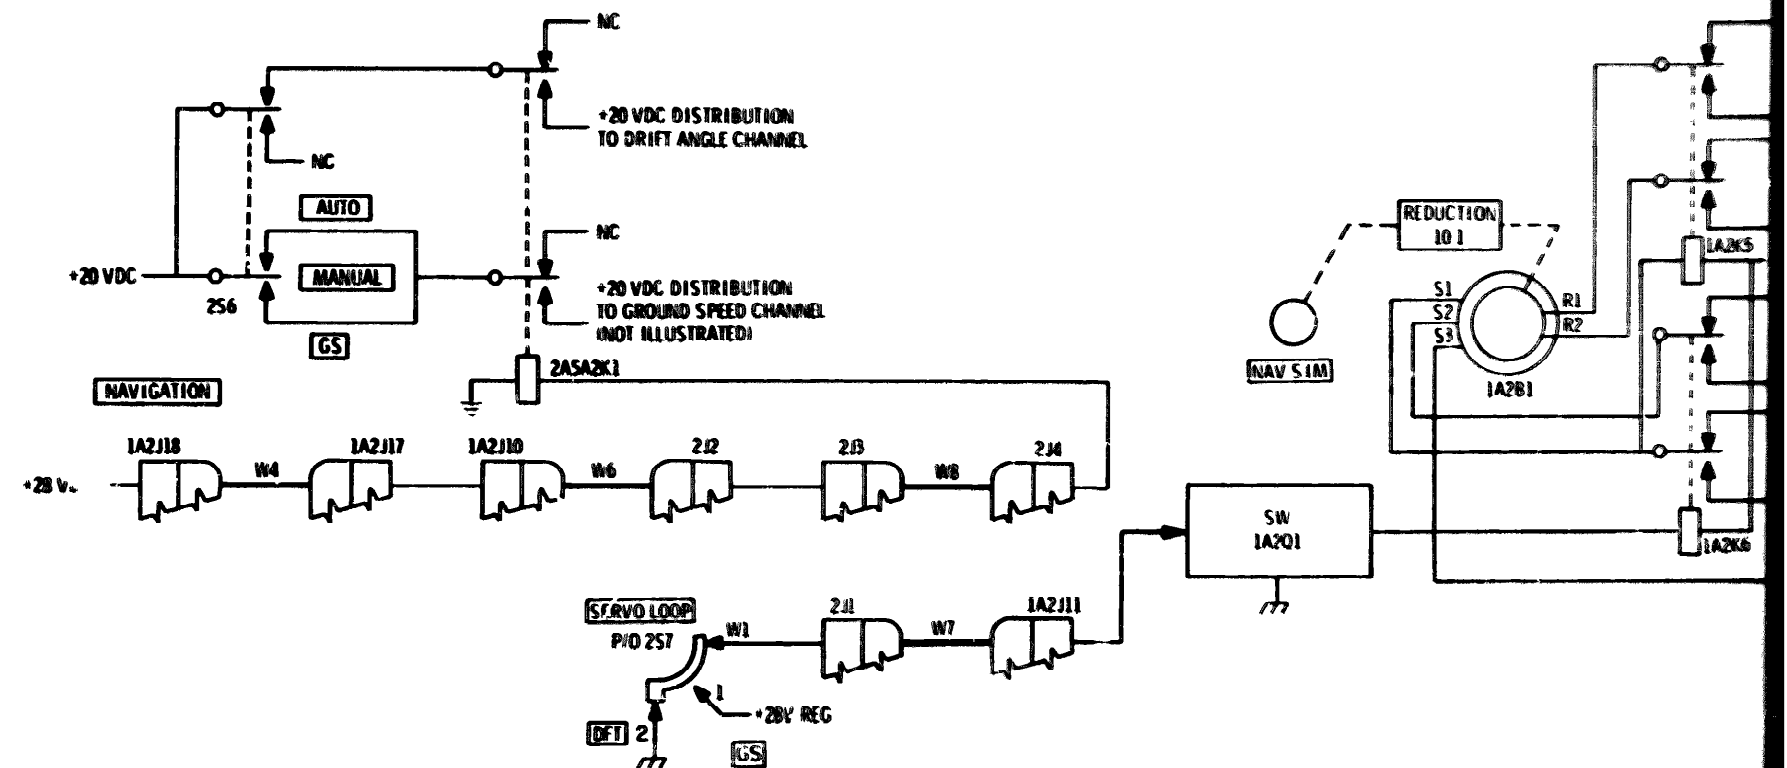 NC
+20 VDC DISTRIBUTION
TO DRIFT ANGLE CHANNEL
NC
AUTO
NC
+20 VDC
MANUAL
2S6
+20 VDC DISTRIBUTION
TO GROUND SPEED CHANNEL
(NOT ILLUSTRATED)
GS
2A5A2K1
NAVIGATION
1A2J18
W4
1A2J17
1A2J10
W6
2J2
2J3
W8
2J4
+28 V
REDUCTION
10 1
1A2K5
S1
S2
S3
R1
R2
NAV SIM
1A2B1
SW
1A2Q1
1A2K6
SERVO LOOP
P/O 2S7
W1
2J1
W7
1A2J11
1
+28V REG
DFT 2
GS